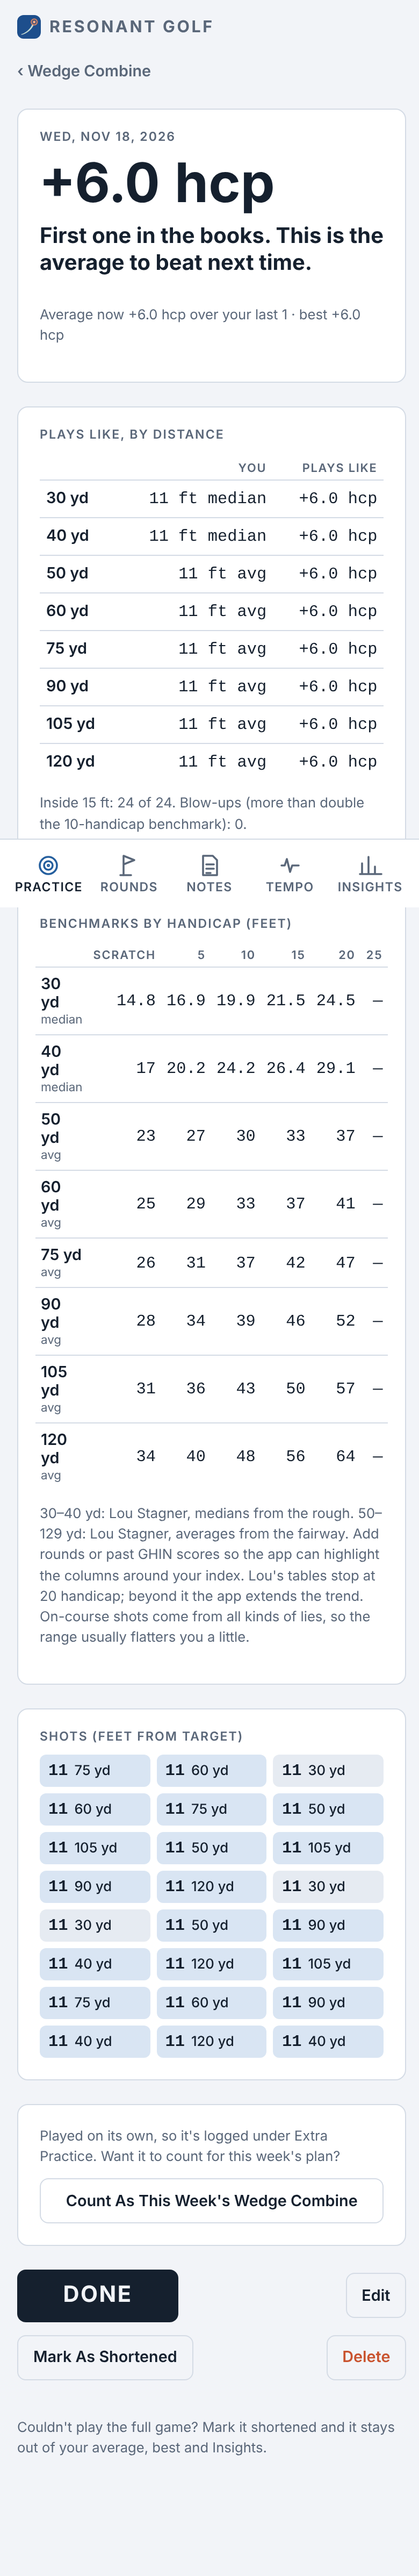 RESONANT GOLF
‹ Wedge Combine
WED, NOV 18, 2026
+6.0 hcp
First one in the books. This is the
average to beat next time.
Average now +6.0 hcp over your last 1 · best +6.0
hcp
PLAYS LIKE, BY DISTANCE
YOU PLAYS LIKE
30 yd 11 ft median +6.0 hcp
40 yd 11 ft median +6.0 hcp
50 yd 11 ft avg +6.0 hcp
60 yd 11 ft avg +6.0 hcp
75 yd 11 ft avg +6.0 hcp
90 yd 11 ft avg +6.0 hcp
105 yd 11 ft avg +6.0 hcp
120 yd 11 ft avg +6.0 hcp
Inside 15 ft: 24 of 24. Blow-ups (more than double
the 10-handicap benchmark): 0.
PRACTICE ROUNDS NOTES TEMPO INSIGHTS
BENCHMARKS BY HANDICAP (FEET)
SCRATCH 5 10 15 20 25
30
yd 14.8 16.9 19.9 21.5 24.5 –
median
40
yd 17 20.2 24.2 26.4 29.1 –
median
50
yd 23 27 30 33 37 –
avg
60
yd 25 29 33 37 41 –
avg
75 yd 26 31 37 42 47 –
avg
90
yd 28 34 39 46 52 –
avg
105
yd 31 36 43 50 57 –
avg
120
yd 34 40 48 56 64 –
avg
30–40 yd: Lou Stagner, medians from the rough. 50–
129 yd: Lou Stagner, averages from the fairway. Add
rounds or past GHIN scores so the app can highlight
the columns around your index. Lou's tables stop at
20 handicap; beyond it the app extends the trend.
On-course shots come from all kinds of lies, so the
range usually flatters you a little.
SHOTS (FEET FROM TARGET)
11 75 yd 11 60 yd 11 30 yd
11 60 yd 11 75 yd 11 50 yd
11 105 yd 11 50 yd 11 105 yd
11 90 yd 11 120 yd 11 30 yd
11 30 yd 11 50 yd 11 90 yd
11 40 yd 11 120 yd 11 105 yd
11 75 yd 11 60 yd 11 90 yd
11 40 yd 11 120 yd 11 40 yd
Played on its own, so it's logged under Extra
Practice. Want it to count for this week's plan?
Count As This Week's Wedge Combine
DONE Edit
Mark As Shortened Delete
Couldn't play the full game? Mark it shortened and it stays
out of your average, best and Insights.